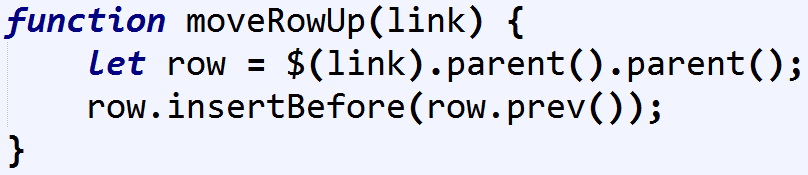 function moveRowUp(link) {
    let row = $(link).parent().parent();
    row.insertBefore(row.prev());
}